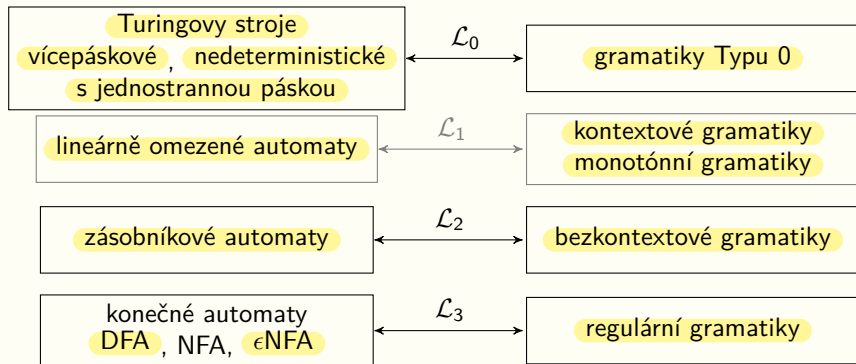 Turingovy stroje
vícepáskové, nedeterministické
s jednostrannou páskou
ℒ₀
gramatiky Typu 0
lineárně omezené automaty
ℒ₁
kontextové gramatiky
monotónní gramatiky
zásobníkové automaty
ℒ₂
bezkontextové gramatiky
konečné automaty
DFA, NFA, ϵNFA
ℒ₃
regulární gramatiky